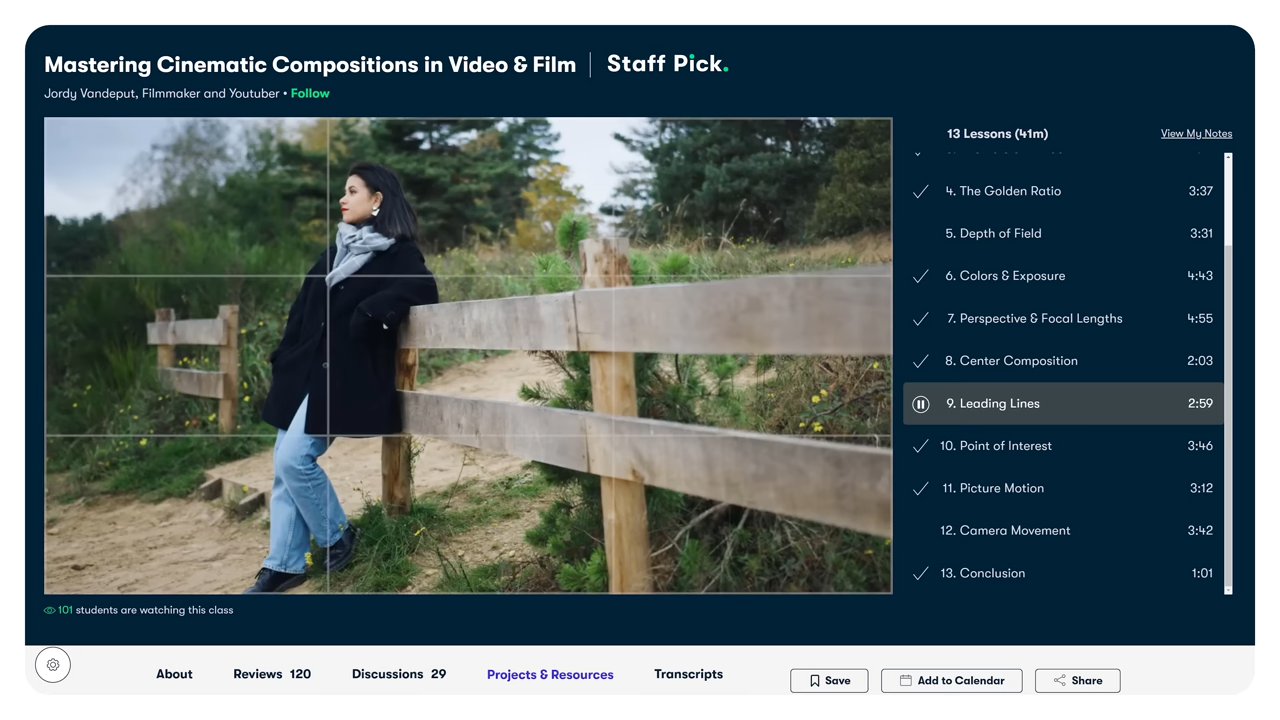 Mastering Cinematic Compositions in Video & Film | Staff Pick.
Jordy Vandeput, Filmmaker and Youtuber • Follow
13 Lessons (41m) View My Notes
4. The Golden Ratio 3:37
5. Depth of Field 3:31
6. Colors & Exposure 4:43
7. Perspective & Focal Lengths 4:55
8. Center Composition 2:03
9. Leading Lines 2:59
10. Point of Interest 3:46
11. Picture Motion 3:12
12. Camera Movement 3:42
13. Conclusion 1:01
101 students are watching this class
About Reviews 120 Discussions 29 Projects & Resources Transcripts Save Add to Calendar Share